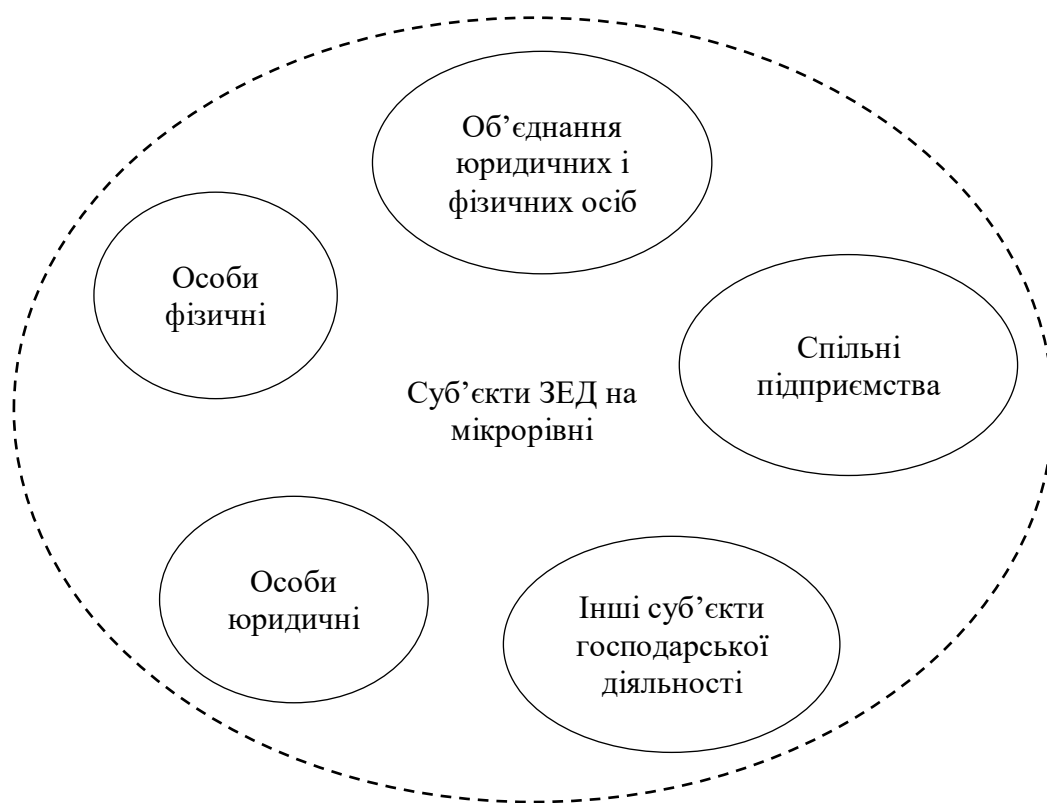 Об’єднання
юридичних і
фізичних осіб
Особи
фізичні
Спільні
підприємства
Суб’єкти ЗЕД на
мікрорівні
Особи
юридичні
Інші суб’єкти
господарської
діяльності